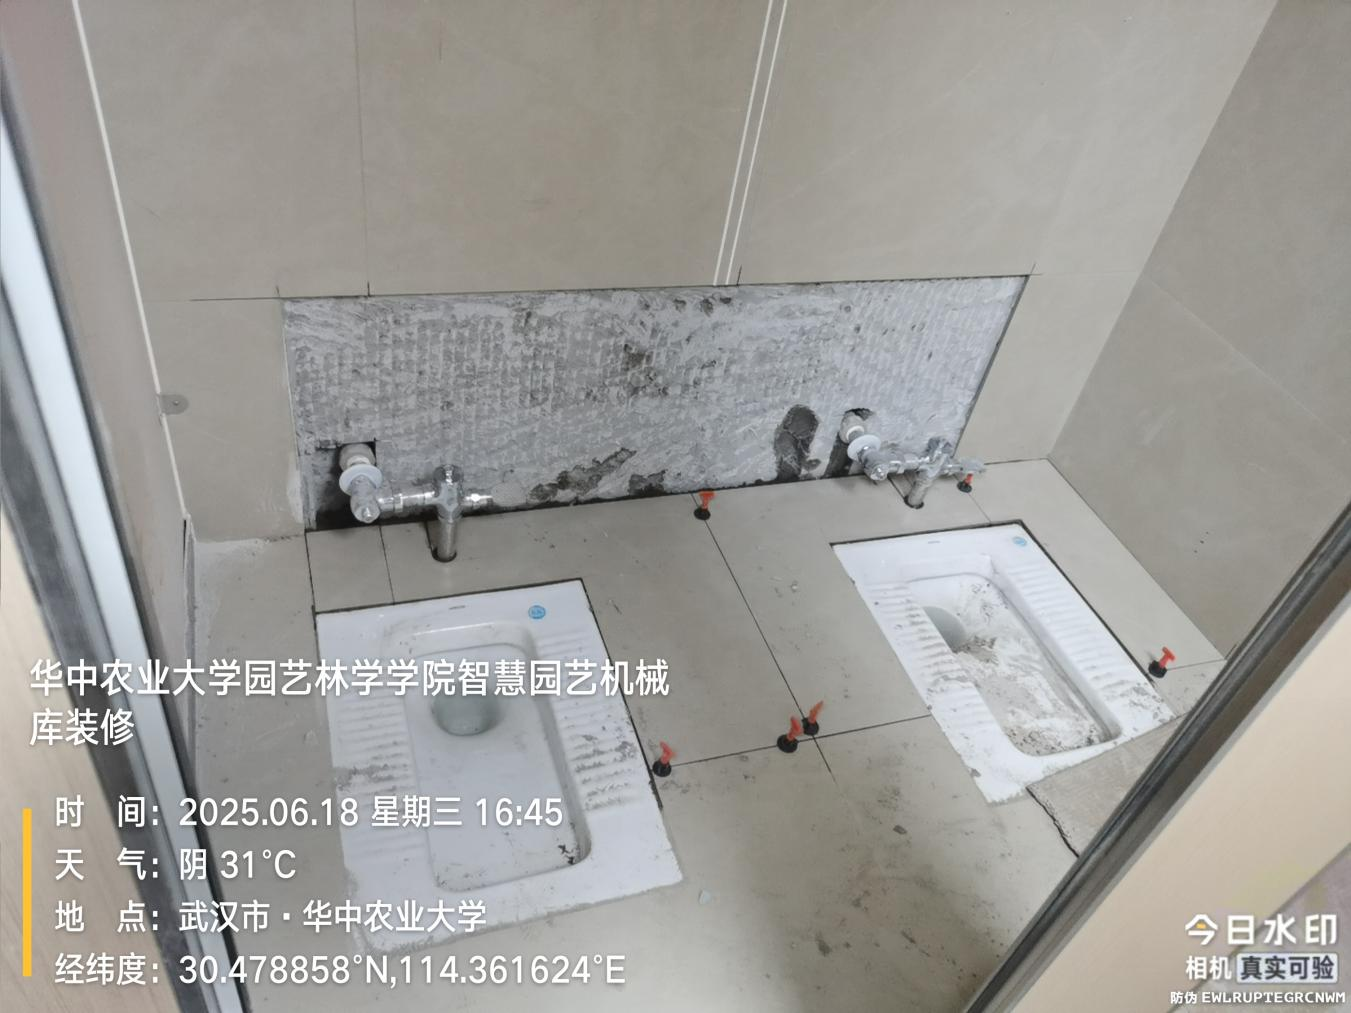 华中农业大学园艺林学学院智慧园艺机械
库装修
时 间：2025.06.18 星期三 16:45
天 气：阴 31°C
地 点：武汉市·华中农业大学
经纬度：30.478858°N,114.361624°E
今日水印
相机 真实可验
防伪 EWLRUPTEGRCNWM